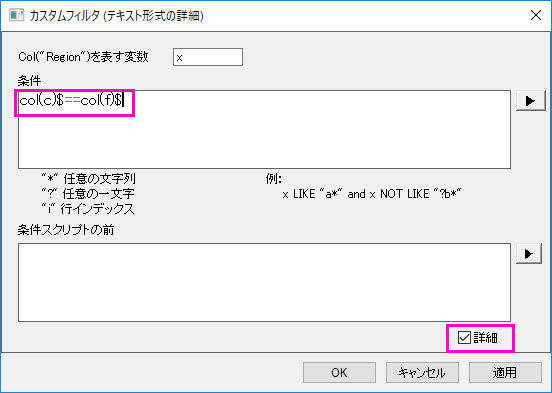 カスタムフィルタ (テキスト形式の詳細)
Col("Region")を表す変数
x
条件
col(c)$==col(f)$
"*" 任意の文字列
例:
"?" 任意の一文字
x LIKE "a*" and x NOT LIKE "?b*"
"i" 行インデックス
条件スクリプトの前
詳細
OK
キャンセル
適用